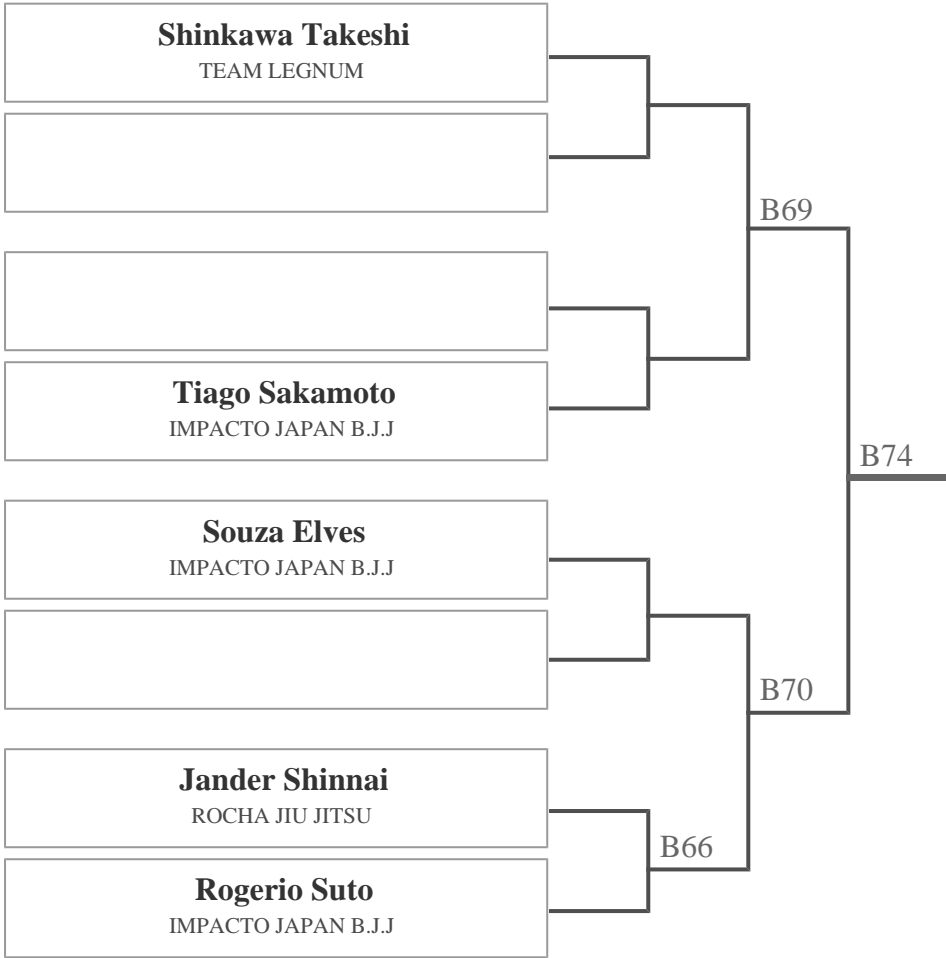 Shinkawa Takeshi
TEAM LEGNUM
B69
Tiago Sakamoto
IMPACTO JAPAN B.J.J
B74
Souza Elves
IMPACTO JAPAN B.J.J
B70
Jander Shinnai
ROCHA JIU JITSU
B66
Rogerio Suto
IMPACTO JAPAN B.J.J